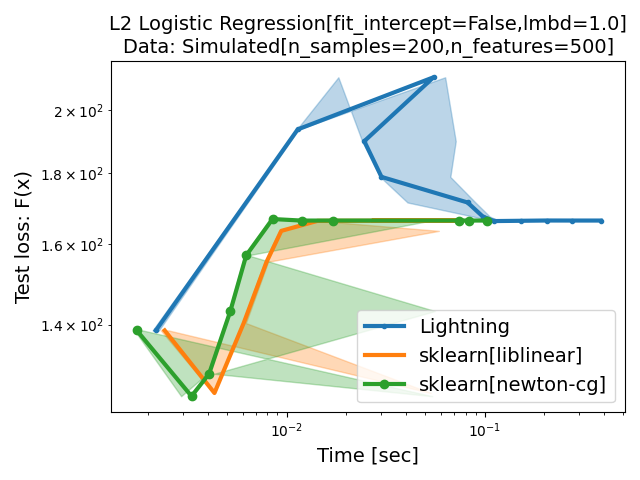 L2 Logistic Regression[fit_intercept=False,lmbd=1.0]
Data: Simulated[n_samples=200,n_features=500]
Test loss: F(x)
2 × 10²
1.8 × 10²
1.6 × 10²
1.4 × 10²
Lightning
sklearn[liblinear]
sklearn[newton-cg]
10⁻² 10⁻¹
Time [sec]